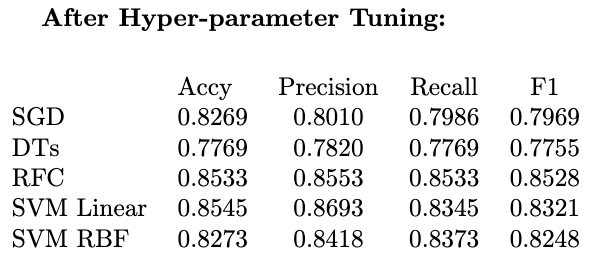 After Hyper-parameter Tuning:
Accy Precision Recall F1
SGD 0.8269 0.8010 0.7986 0.7969
DTs 0.7769 0.7820 0.7769 0.7755
RFC 0.8533 0.8553 0.8533 0.8528
SVM Linear 0.8545 0.8693 0.8345 0.8321
SVM RBF 0.8273 0.8418 0.8373 0.8248